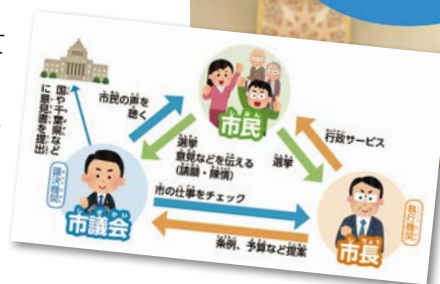 市民の声を
聴く
国や千葉県など
に意見書を提出
市民
行政サービス
選挙
意見などを伝える
(請願・陳情)
選挙
議決機関
市の仕事をチェック
執行機関
市議会
市長
条例、予算など提案